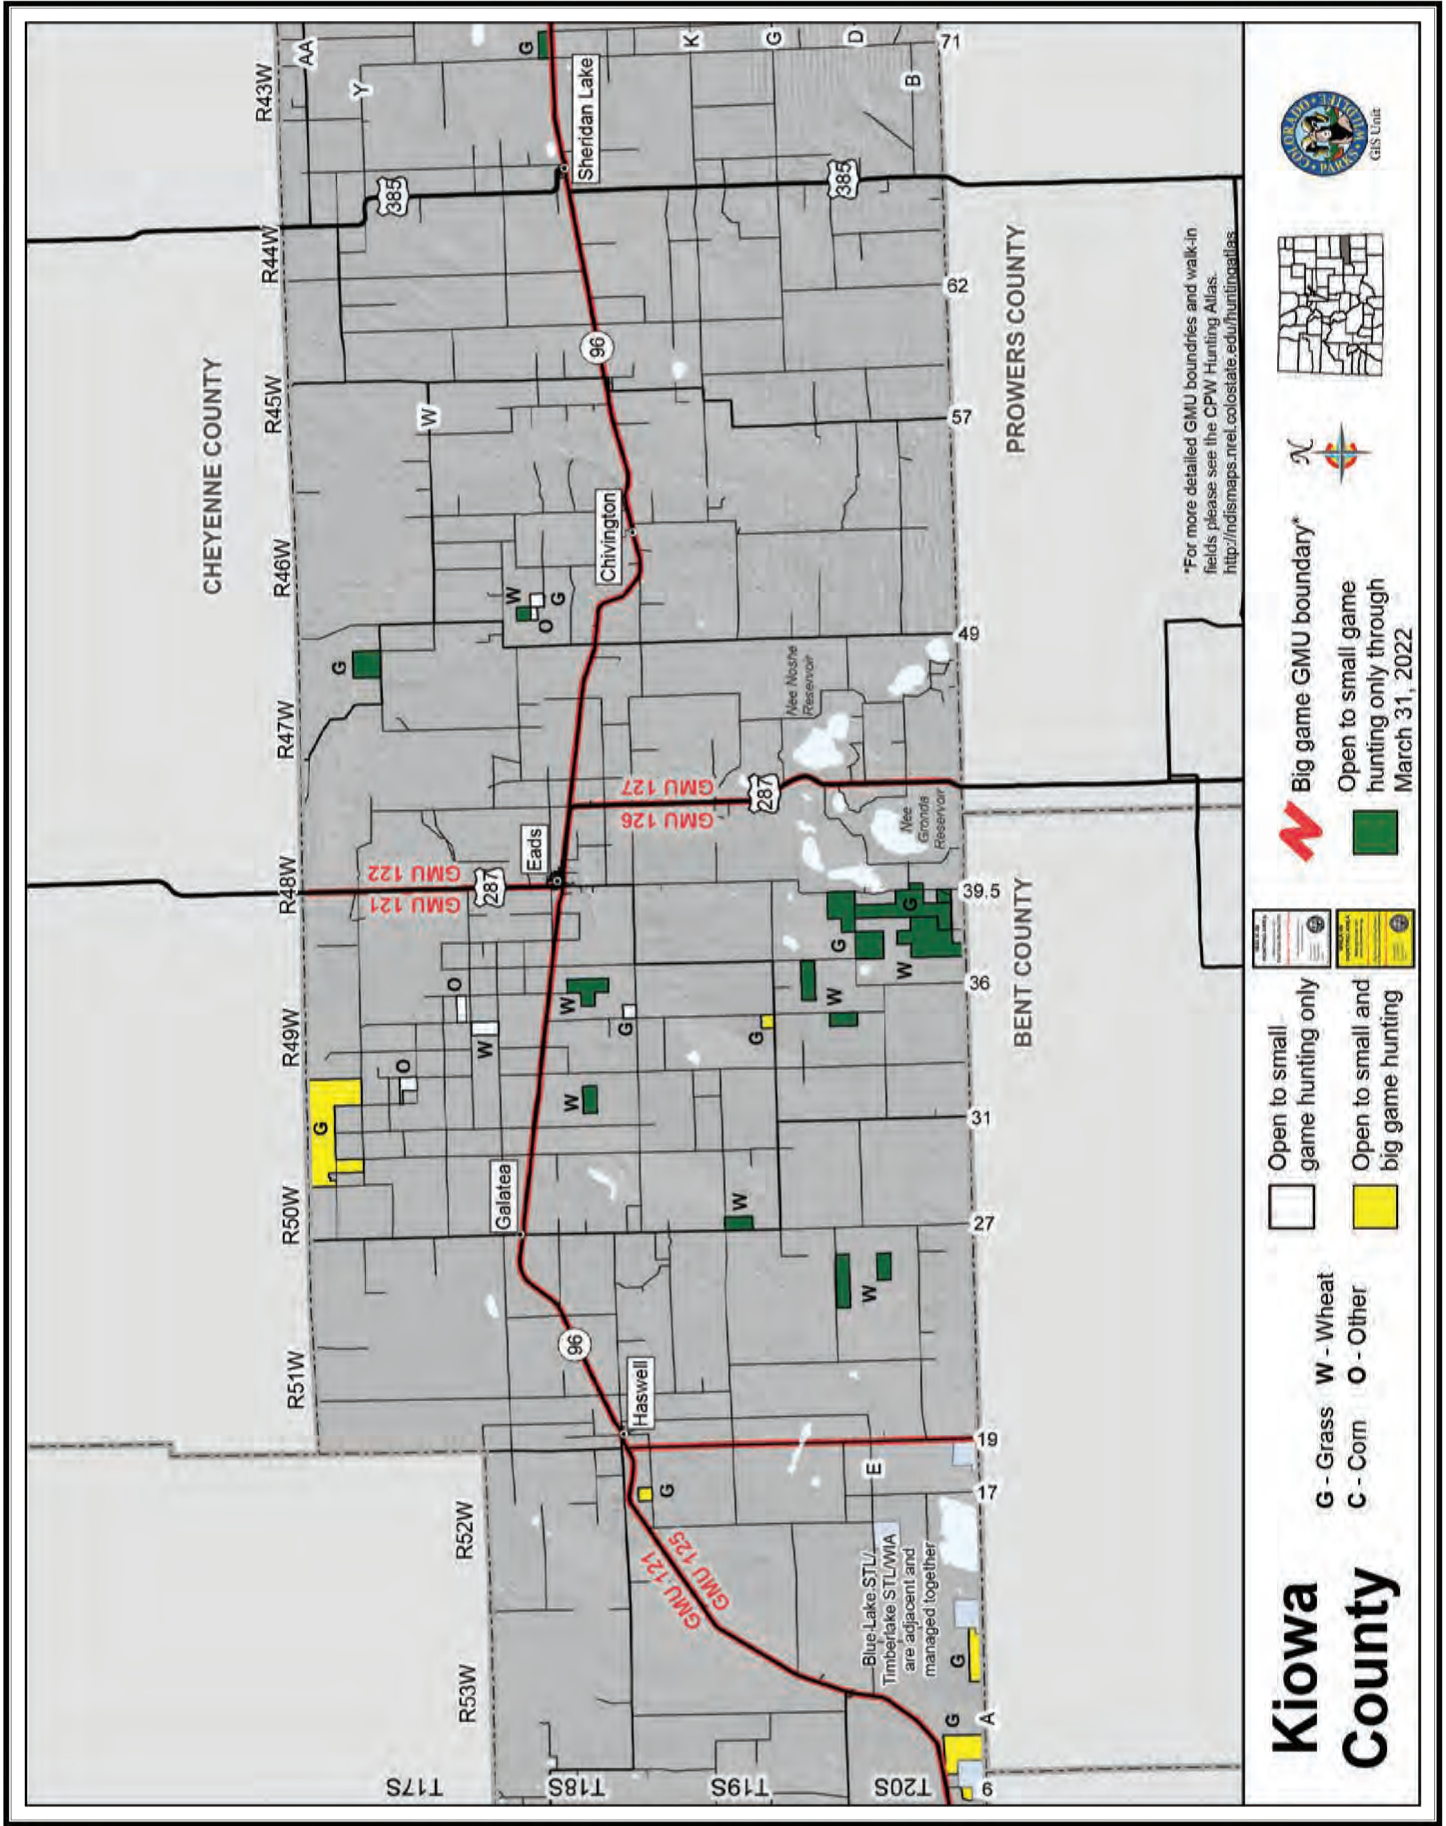 CHEYENNE COUNTY
R53W
R52W
R51W
R50W
R49W
R48W
R47W
R46W
R45W
R44W
R43W
T17S
T18S
T19S
T20S
AA
Y
W
K
G
D
B
E
A
6
17
19
27
31
36
39.5
49
57
62
71
385
385
287
287
96
96
Haswell
Galatea
Eads
Chivington
Sheridan Lake
GMU 121
GMU 125
GMU 121
GMU 122
GMU 126
GMU 127
Nee Noshe
Reservoir
Nee
Gronda
Reservoir
Blue Lake STL/
Timberlake STL/WIA
are adjacent and
managed together
G
G
G
G
O
W
O
W
G
W
G
W
W
W
G
W
G
G
W
O
G
G
G
BENT COUNTY
PROWERS COUNTY
*For more detailed GMU boundries and walk-in
fields please see the CPW Hunting Atlas.
http://ndismaps.nrel.colostate.edu/huntingatlas
Kiowa
County
G - Grass W - Wheat
C - Corn O - Other
Open to small
game hunting only
Open to small and
big game hunting
Big game GMU boundary*
Open to small game
hunting only through
March 31, 2022
N
COLORADO
PARKS • WILDLIFE
GIS Unit